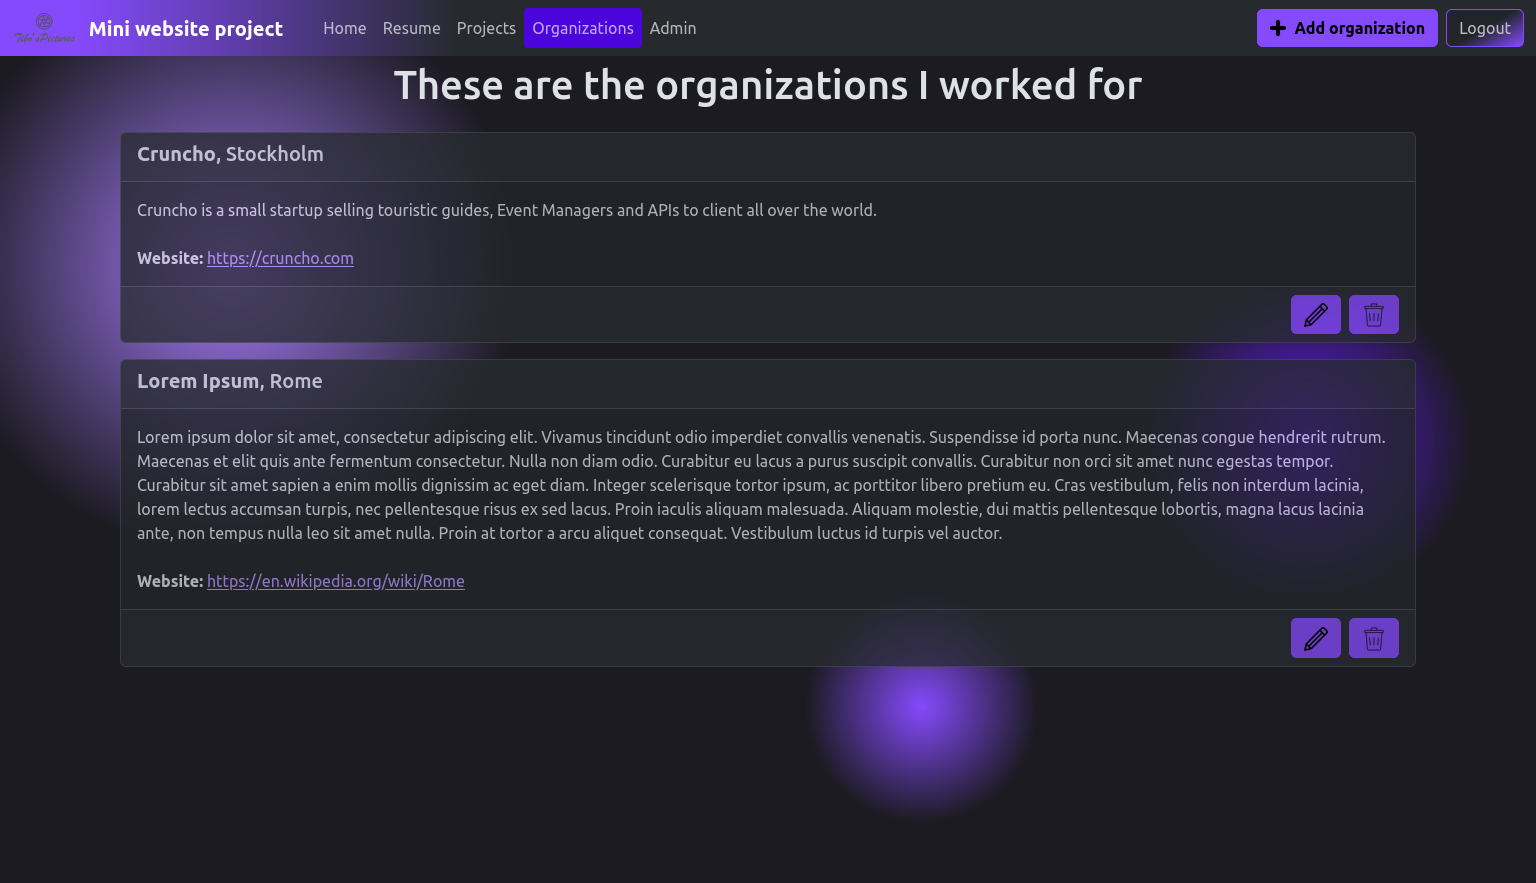 Tibo'sPictures
Mini website project
Home
Resume
Projects
Organizations
Admin
Add organization
Logout
These are the organizations I worked for
Cruncho, Stockholm
Cruncho is a small startup selling touristic guides, Event Managers and APIs to client all over the world.
Website: https://cruncho.com
Lorem Ipsum, Rome
Lorem ipsum dolor sit amet, consectetur adipiscing elit. Vivamus tincidunt odio imperdiet convallis venenatis. Suspendisse id porta nunc. Maecenas congue hendrerit rutrum.
Maecenas et elit quis ante fermentum consectetur. Nulla non diam odio. Curabitur eu lacus a purus suscipit convallis. Curabitur non orci sit amet nunc egestas tempor.
Curabitur sit amet sapien a enim mollis dignissim ac eget diam. Integer scelerisque tortor ipsum, ac porttitor libero pretium eu. Cras vestibulum, felis non interdum lacinia,
lorem lectus accumsan turpis, nec pellentesque risus ex sed lacus. Proin iaculis aliquam malesuada. Aliquam molestie, dui mattis pellentesque lobortis, magna lacus lacinia
ante, non tempus nulla leo sit amet nulla. Proin at tortor a arcu aliquet consequat. Vestibulum luctus id turpis vel auctor.
Website: https://en.wikipedia.org/wiki/Rome